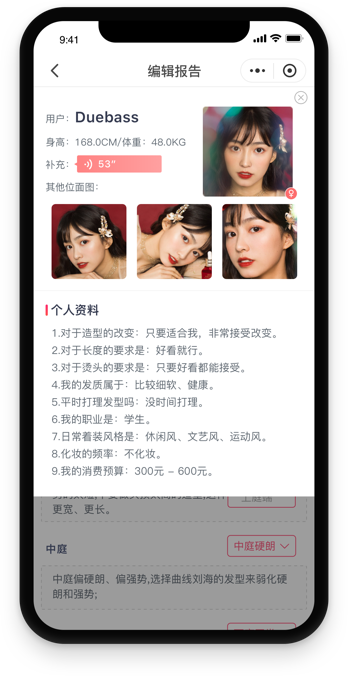 9:41
编辑报告
用户：Duebass
身高：168.0CM/体重：48.0KG
补充：53"
其他位面图：
个人资料
1.对于造型的改变：只要适合我，非常接受改变。
2.对于长度的要求是：好看就行。
3.对于烫头的要求是：只要好看都能接受。
4.我的发质属于：比较细软、健康。
5.平时打理发型吗：没时间打理。
6.我的职业是：学生。
7.日常着装风格是：休闲风、文艺风、运动风。
8.化妆的频率：不化妆。
9.我的消费预算：300元 – 600元。
更宽、更长。
中庭
中庭硬朗
中庭偏硬朗、偏强势,选择曲线刘海的发型来弱化硬
朗和强势;